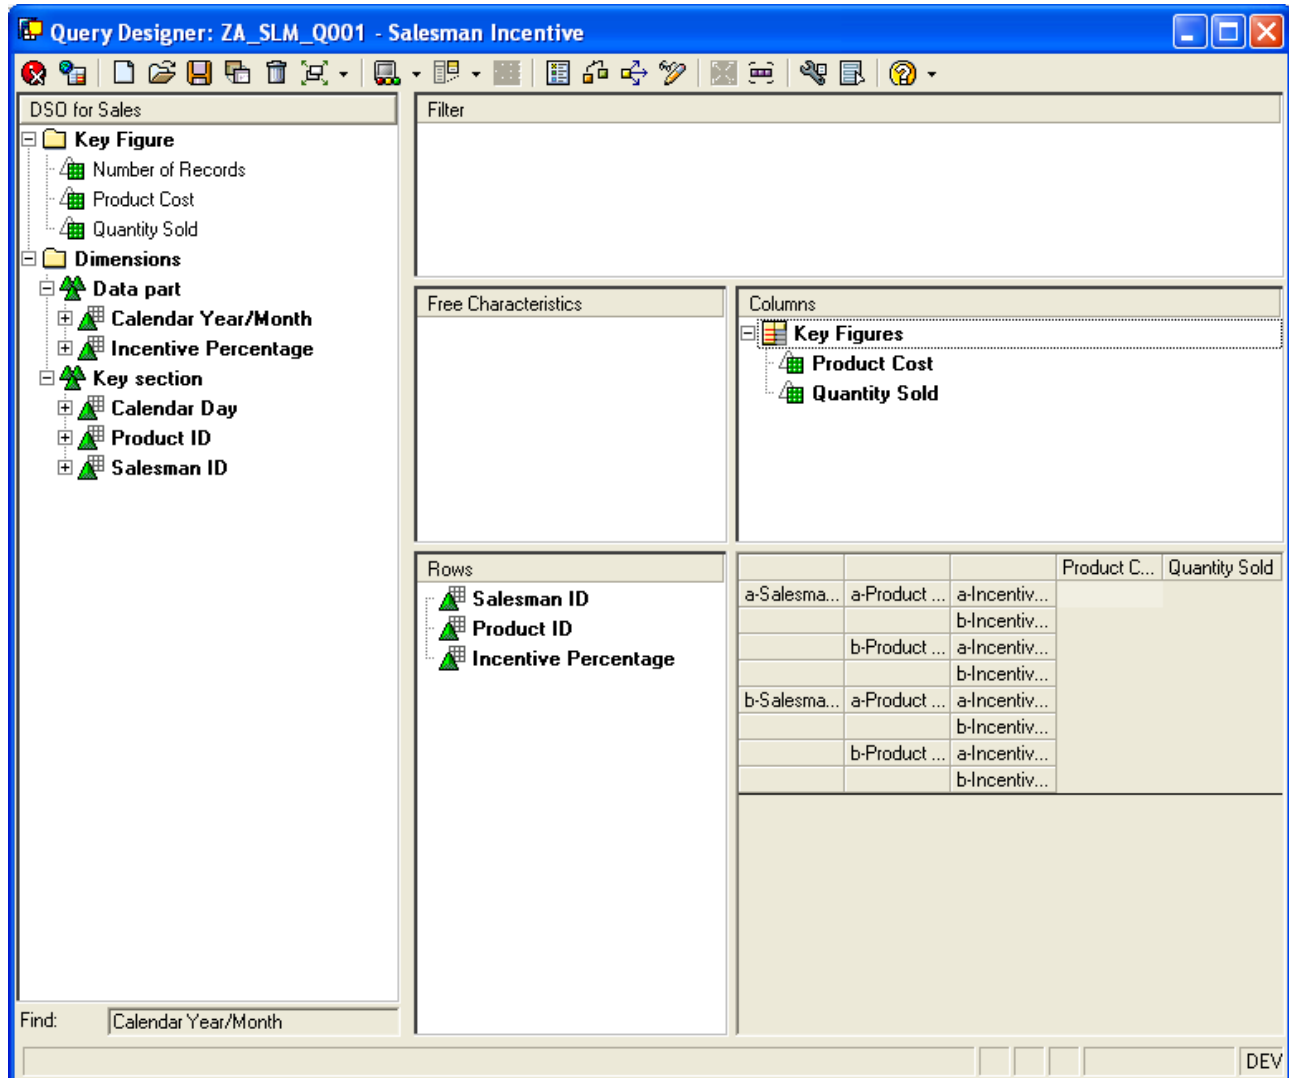 Query Designer: ZA_SLM_Q001 - Salesman Incentive
DSO for Sales
Key Figure
Number of Records
Product Cost
Quantity Sold
Dimensions
Data part
Calendar Year/Month
Incentive Percentage
Key section
Calendar Day
Product ID
Salesman ID
Find: Calendar Year/Month
Filter
Free Characteristics
Columns
Key Figures
Product Cost
Quantity Sold
Rows
Salesman ID
Product ID
Incentive Percentage
Product C... Quantity Sold
a-Salesma... a-Product ... a-Incentiv...
b-Incentiv...
b-Product ... a-Incentiv...
b-Incentiv...
b-Salesma... a-Product ... a-Incentiv...
b-Incentiv...
b-Product ... a-Incentiv...
b-Incentiv...
DEV